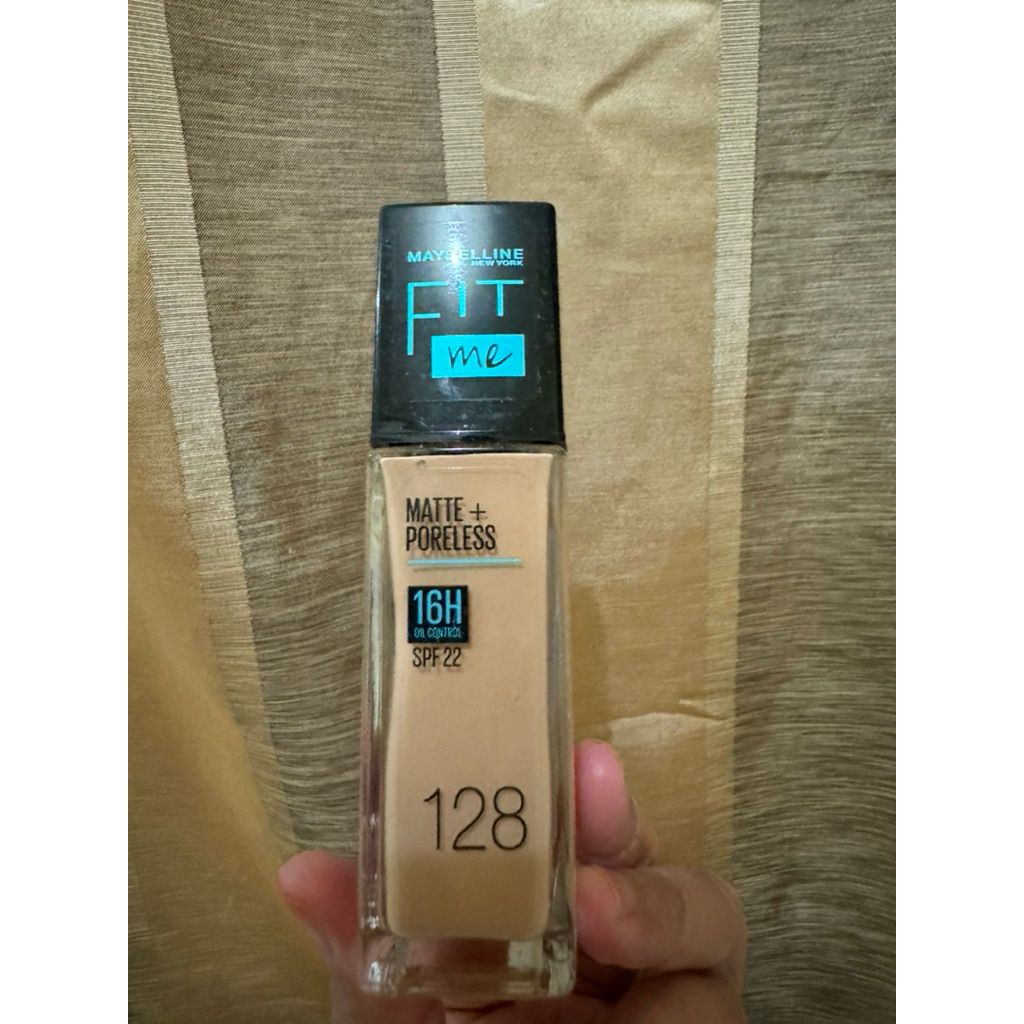 MAYBELLINE
NEW YORK
FIT
me
MATTE +
PORELESS
16H
OIL CONTROL
SPF 22
128